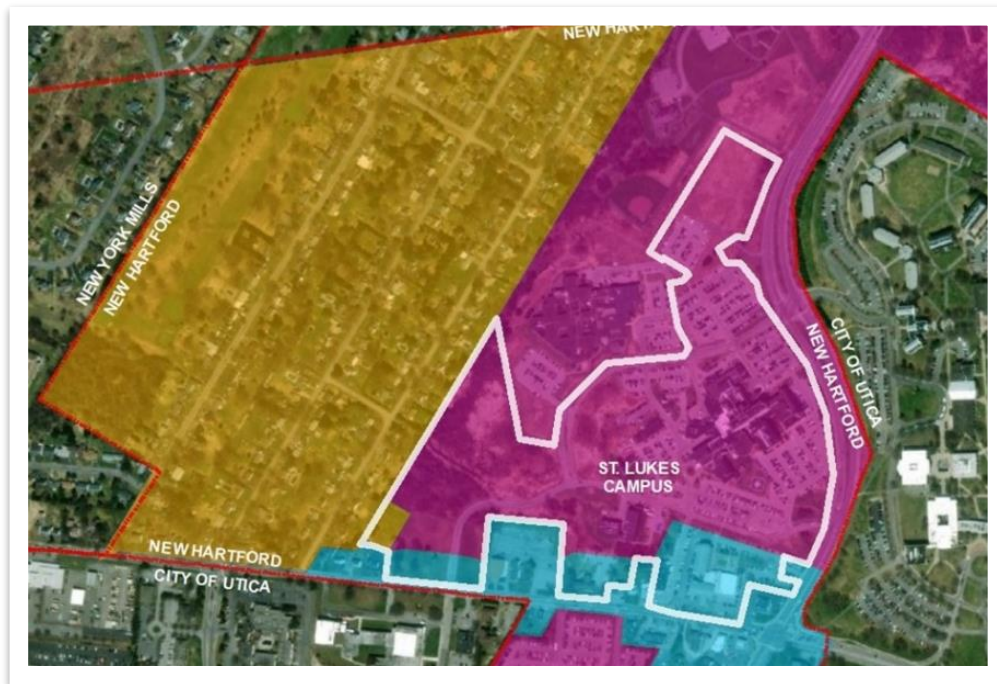 NEW HARTF
NEW YORK MILLS
NEW HARTFORD
CITY OF UTICA
NEW HARTFORD
ST. LUKES
CAMPUS
NEW HARTFORD
CITY OF UTICA